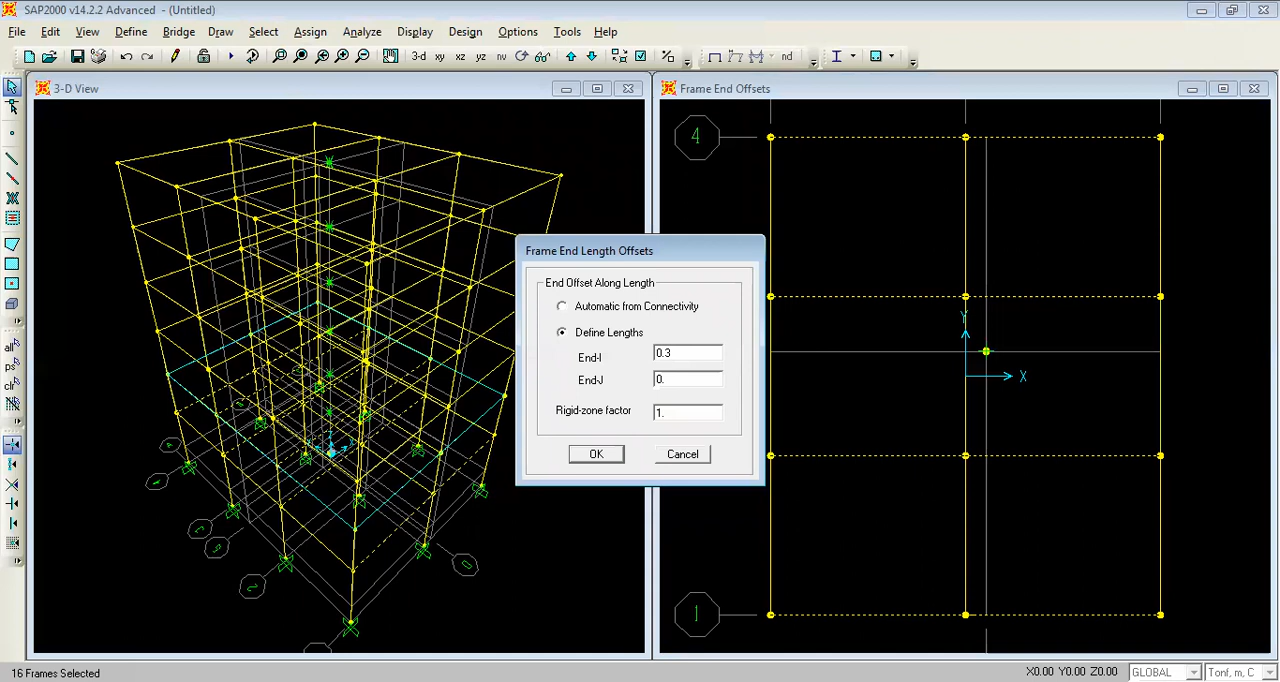 SAP2000 v14.2.2 Advanced - (Untitled)
File Edit View Define Bridge Draw Select Assign Analyze Display Design Options Tools Help
3-d xy xz yz nv nd
3-D View
Frame End Offsets
all
ps
clr
4
Y
X
1
Frame End Length Offsets
End Offset Along Length
Automatic from Connectivity
Define Lengths
End-I 0.3
End-J 0.
Rigid-zone factor 1.
OK Cancel
16 Frames Selected
X0.00 Y0.00 Z0.00 GLOBAL Tonf, m, C